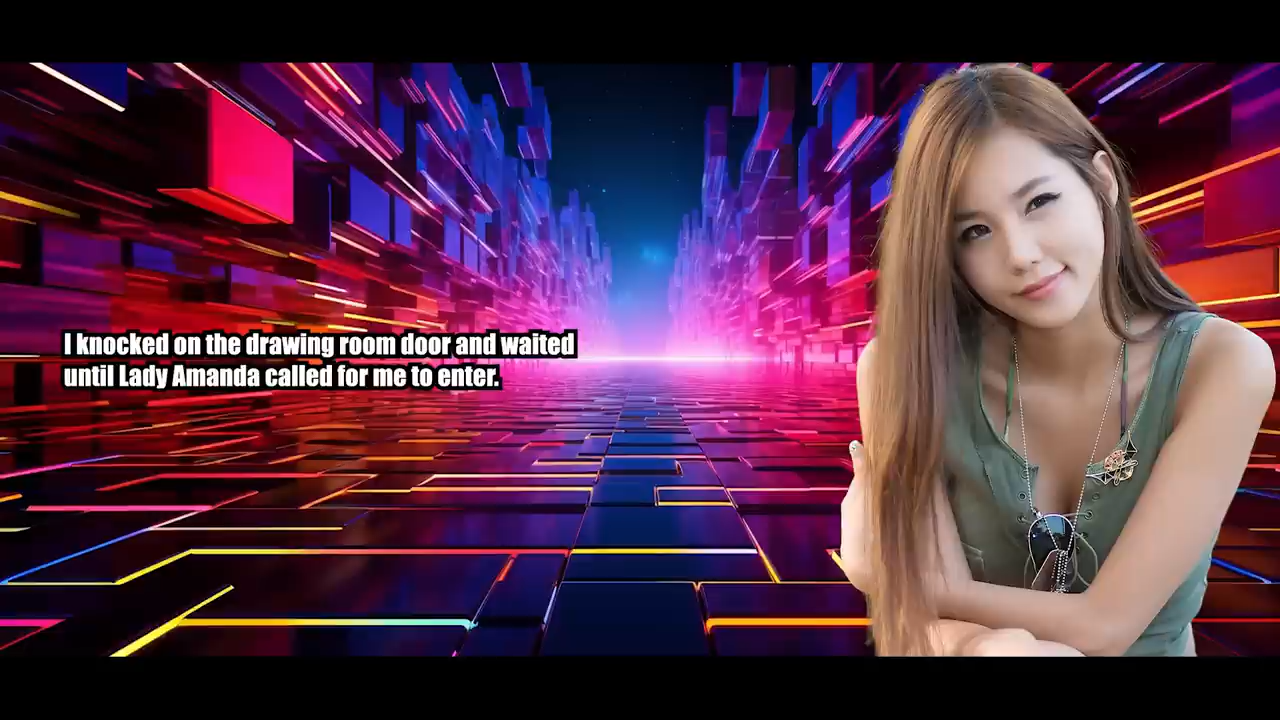 I knocked on the drawing room door and waited
until Lady Amanda called for me to enter.